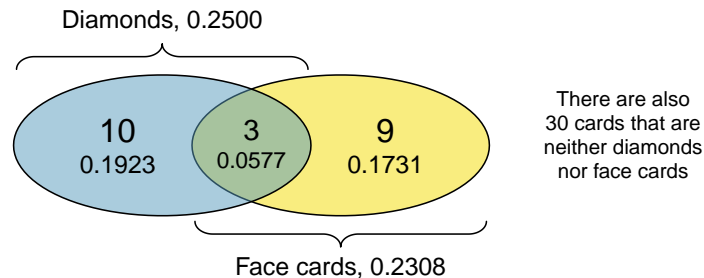 Diamonds, 0.2500
10
0.1923
3
0.0577
9
0.1731
There are also
30 cards that are
neither diamonds
nor face cards
Face cards, 0.2308